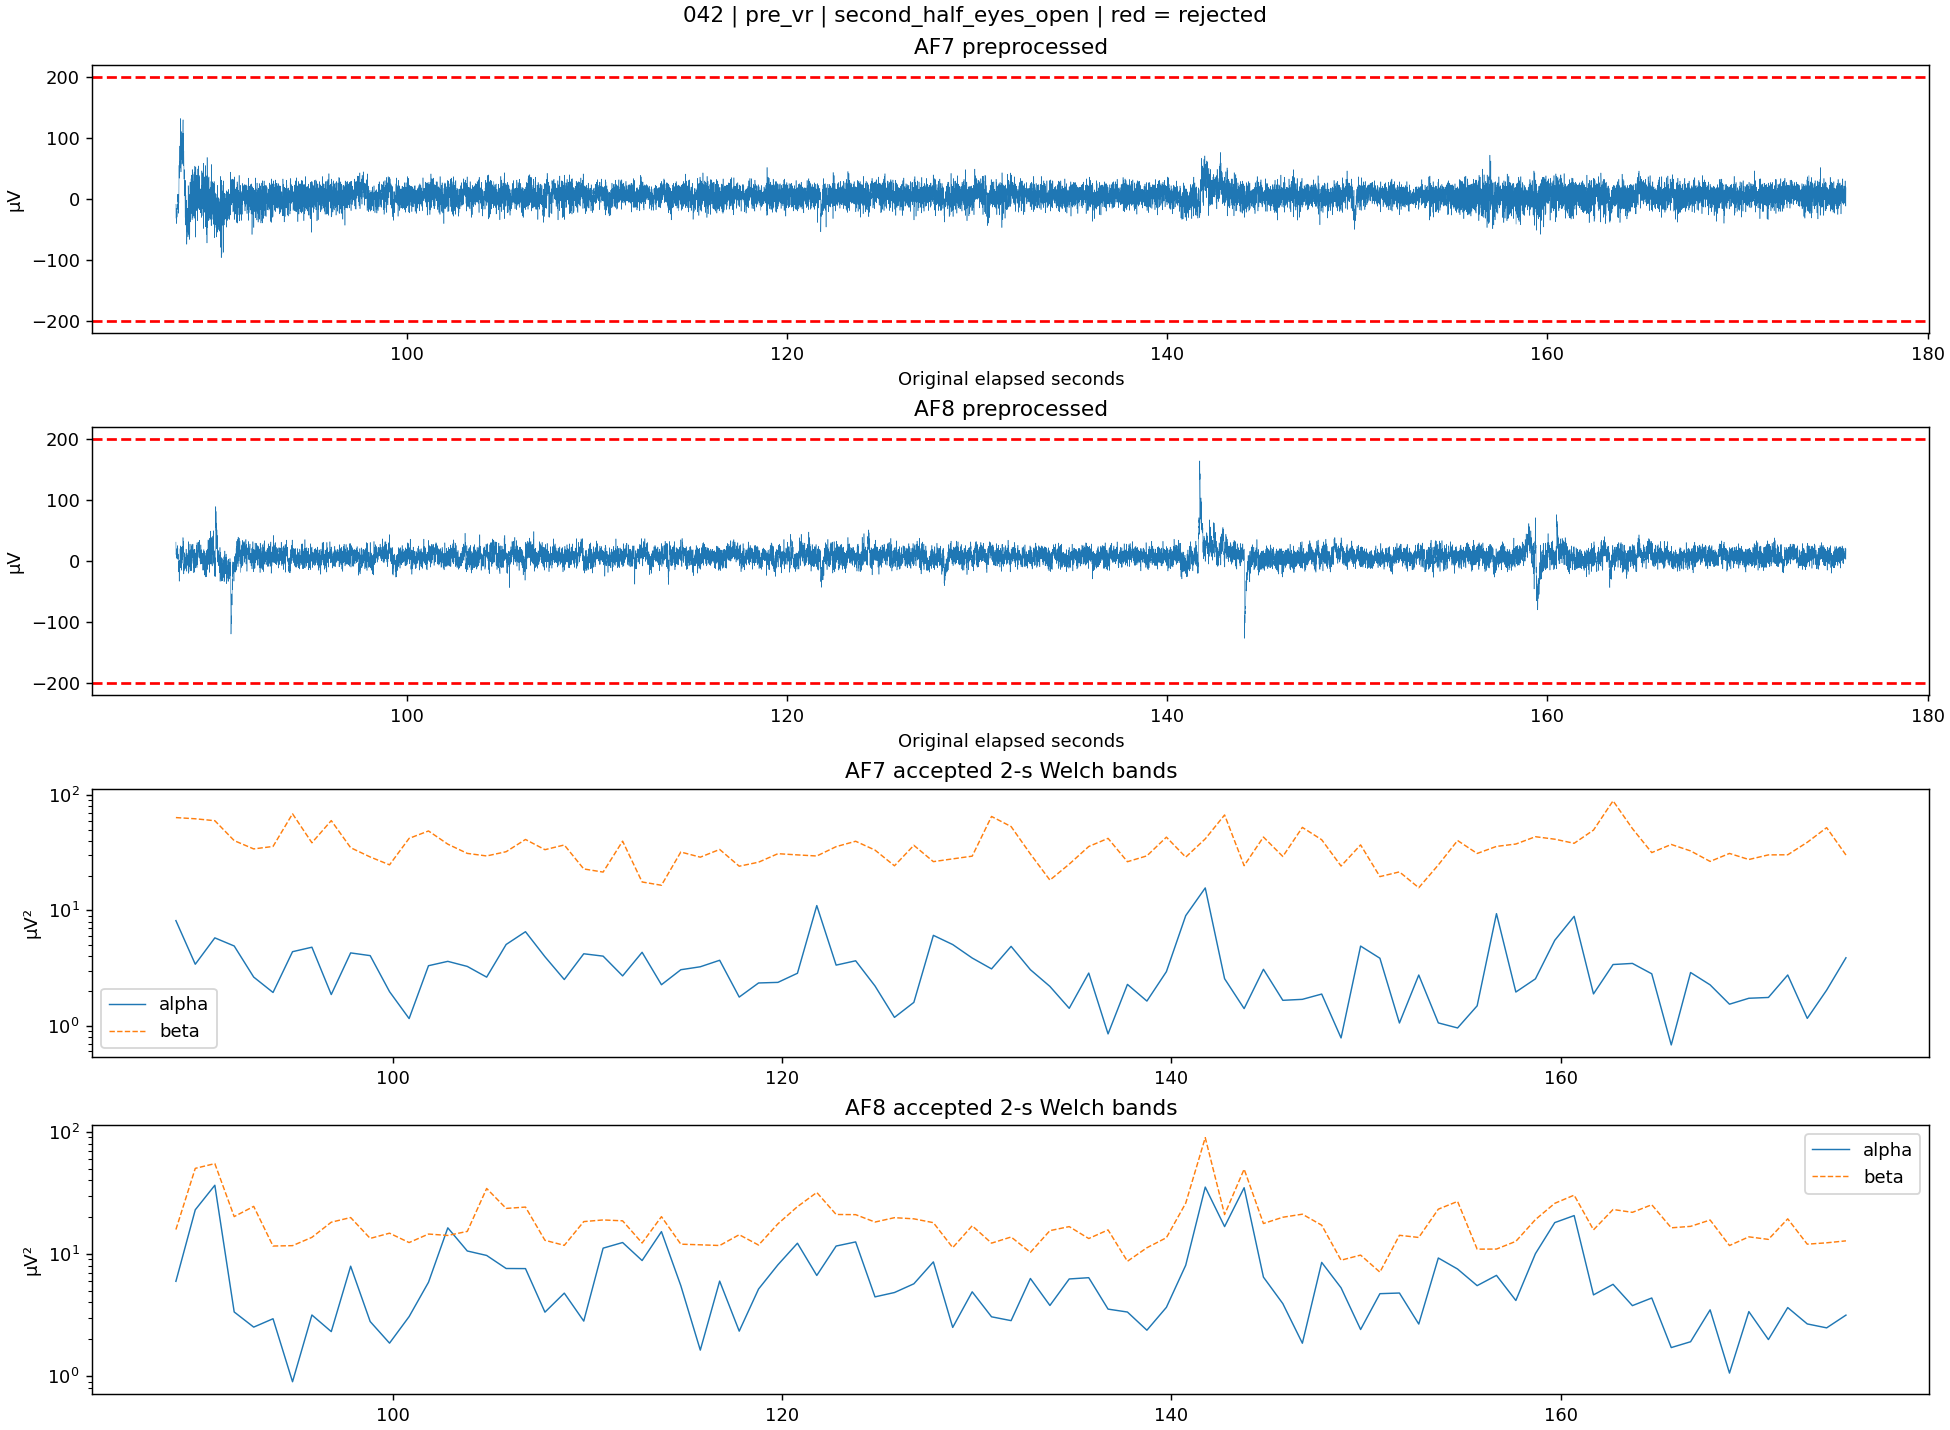 042 | pre_vr | second_half_eyes_open | red = rejected
AF7 preprocessed
200
100
0
−100
−200
µV
100 120 140 160 180
Original elapsed seconds
AF8 preprocessed
200
100
0
−100
−200
µV
100 120 140 160 180
Original elapsed seconds
AF7 accepted 2-s Welch bands
10²
10¹
10⁰
µV²
alpha
beta
100 120 140 160
AF8 accepted 2-s Welch bands
10²
10¹
10⁰
µV²
alpha
beta
100 120 140 160